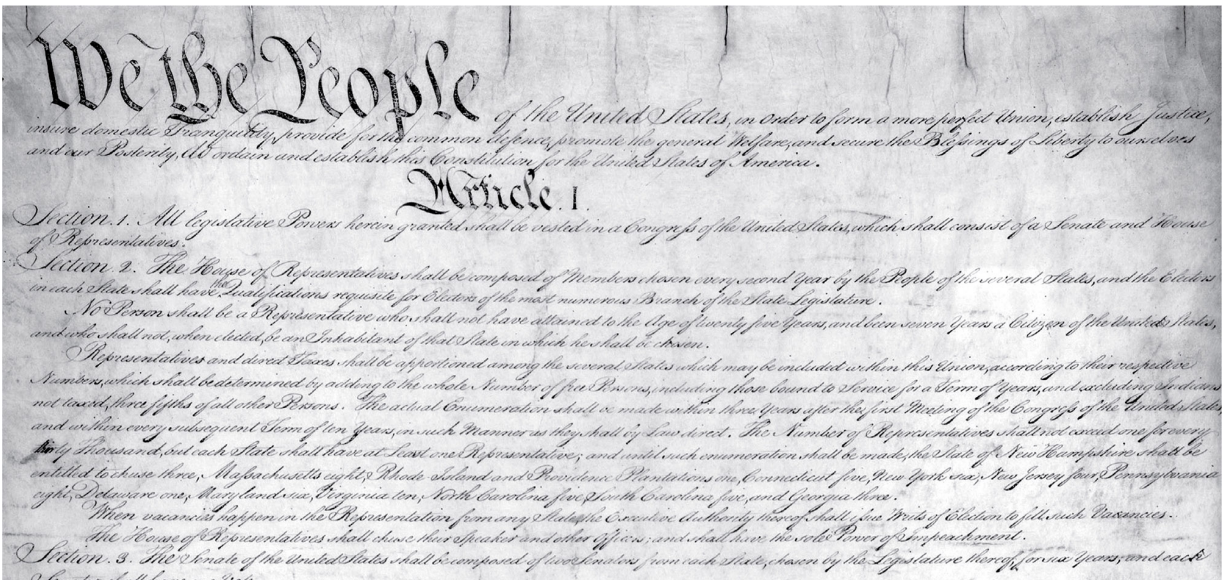 We the People of the United States, in Order to form a more perfect Union, establish Justice,
insure domestic Tranquility, provide for the common defence, promote the general Welfare, and secure the Blessings of Liberty to ourselves
and our Posterity, do ordain and establish this Constitution for the United States of America.
Article. I.
Section. 1. All legislative Powers herein granted shall be vested in a Congress of the United States, which shall consist of a Senate and House
of Representatives.
Section. 2. The House of Representatives shall be composed of Members chosen every second Year by the People of the several States, and the Electors
in each State shall have the Qualifications requisite for Electors of the most numerous Branch of the State Legislature.
No Person shall be a Representative who shall not have attained to the Age of twenty five Years, and been seven Years a Citizen of the United States,
and who shall not, when elected, be an Inhabitant of that State in which he shall be chosen.
Representatives and direct Taxes shall be apportioned among the several States which may be included within this Union, according to their respective
Numbers, which shall be determined by adding to the whole Number of free Persons, including those bound to Service for a Term of Years, and excluding Indians
not taxed, three fifths of all other Persons. The actual Enumeration shall be made within three Years after the first Meeting of the Congress of the United States,
and within every subsequent Term of ten Years, in such Manner as they shall by Law direct. The Number of Representatives shall not exceed one for every
thirty Thousand, but each State shall have at Least one Representative; and until such enumeration shall be made, the State of New Hampshire shall be
entitled to chuse three, Massachusetts eight, Rhode-Island and Providence Plantations one, Connecticut five, New-York six, New Jersey four, Pennsylvania
eight, Delaware one, Maryland six, Virginia ten, North Carolina five, South Carolina five, and Georgia three.
When vacancies happen in the Representation from any State, the Executive Authority thereof shall issue Writs of Election to fill such Vacancies.
The House of Representatives shall chuse their Speaker and other Officers; and shall have the sole Power of Impeachment.
Section. 3. The Senate of the United States shall be composed of two Senators from each State, chosen by the Legislature thereof, for six Years; and each